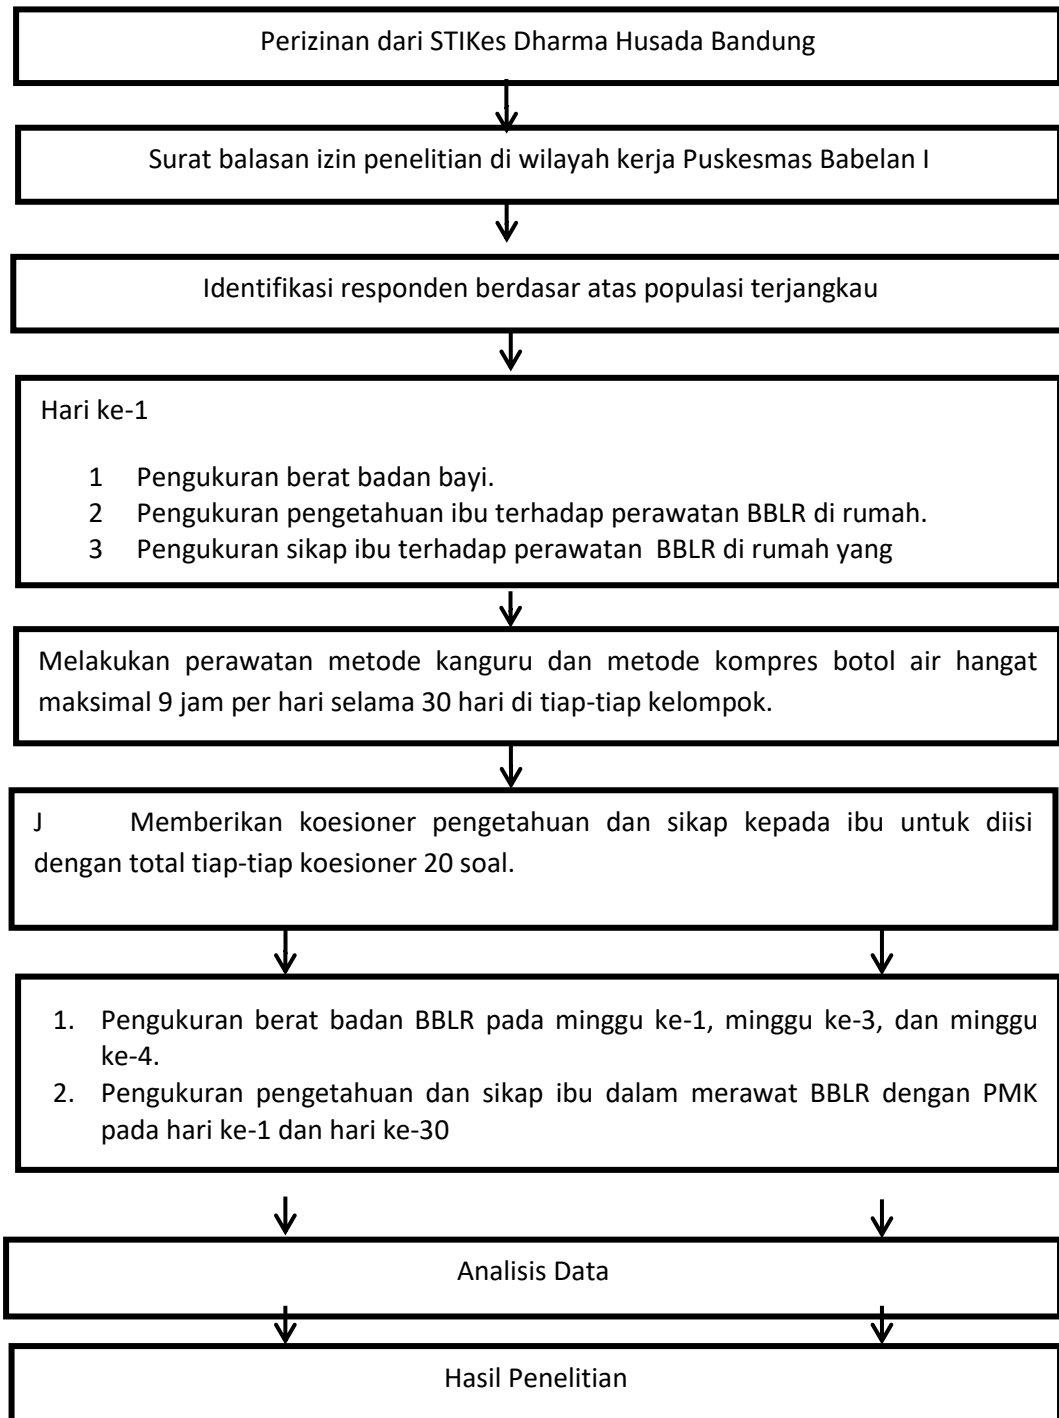 Perizinan dari STIKes Dharma Husada Bandung
Surat balasan izin penelitian di wilayah kerja Puskesmas Babelan I
Identifikasi responden berdasar atas populasi terjangkau
Hari ke-1
1 Pengukuran berat badan bayi.
2 Pengukuran pengetahuan ibu terhadap perawatan BBLR di rumah.
3 Pengukuran sikap ibu terhadap perawatan BBLR di rumah yang
Melakukan perawatan metode kanguru dan metode kompres botol air hangat
maksimal 9 jam per hari selama 30 hari di tiap-tiap kelompok.
J Memberikan koesioner pengetahuan dan sikap kepada ibu untuk diisi
dengan total tiap-tiap koesioner 20 soal.
1. Pengukuran berat badan BBLR pada minggu ke-1, minggu ke-3, dan minggu
ke-4.
2. Pengukuran pengetahuan dan sikap ibu dalam merawat BBLR dengan PMK
pada hari ke-1 dan hari ke-30
Analisis Data
Hasil Penelitian